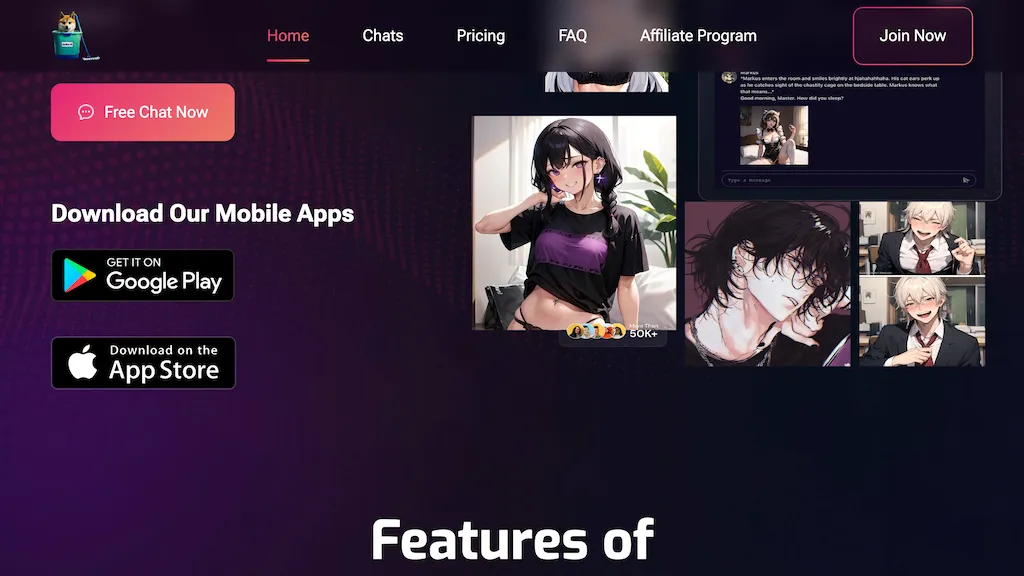 Home
Chats
Pricing
FAQ
Affiliate Program
Join Now
Free Chat Now
Markus
"Markus enters the room and smiles brightly at hjahahahhaha. His cat ears perk up
as he catches sight of the chastity cage on the bedside table. Markus knows what
that means..."
Good morning, Master. How did you sleep?
Type a message
Download Our Mobile Apps
GET IT ON
Google Play
Download on the
App Store
More Than
50K+
Features of